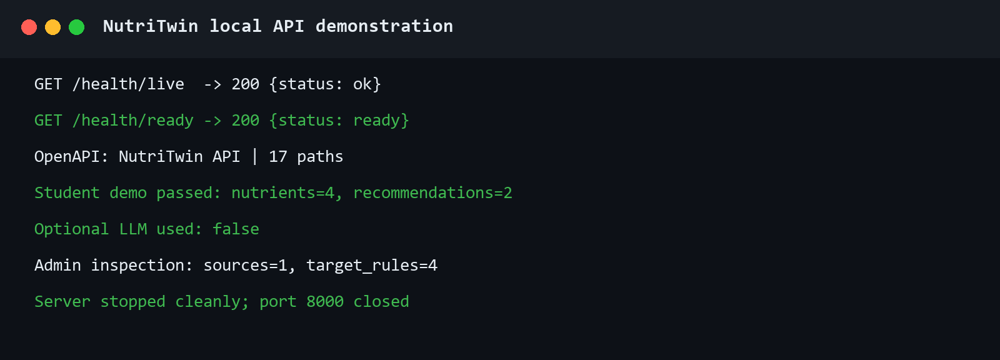 NutriTwin local API demonstration
GET /health/live  -> 200 {status: ok}
GET /health/ready -> 200 {status: ready}
OpenAPI: NutriTwin API | 17 paths
Student demo passed: nutrients=4, recommendations=2
Optional LLM used: false
Admin inspection: sources=1, target_rules=4
Server stopped cleanly; port 8000 closed